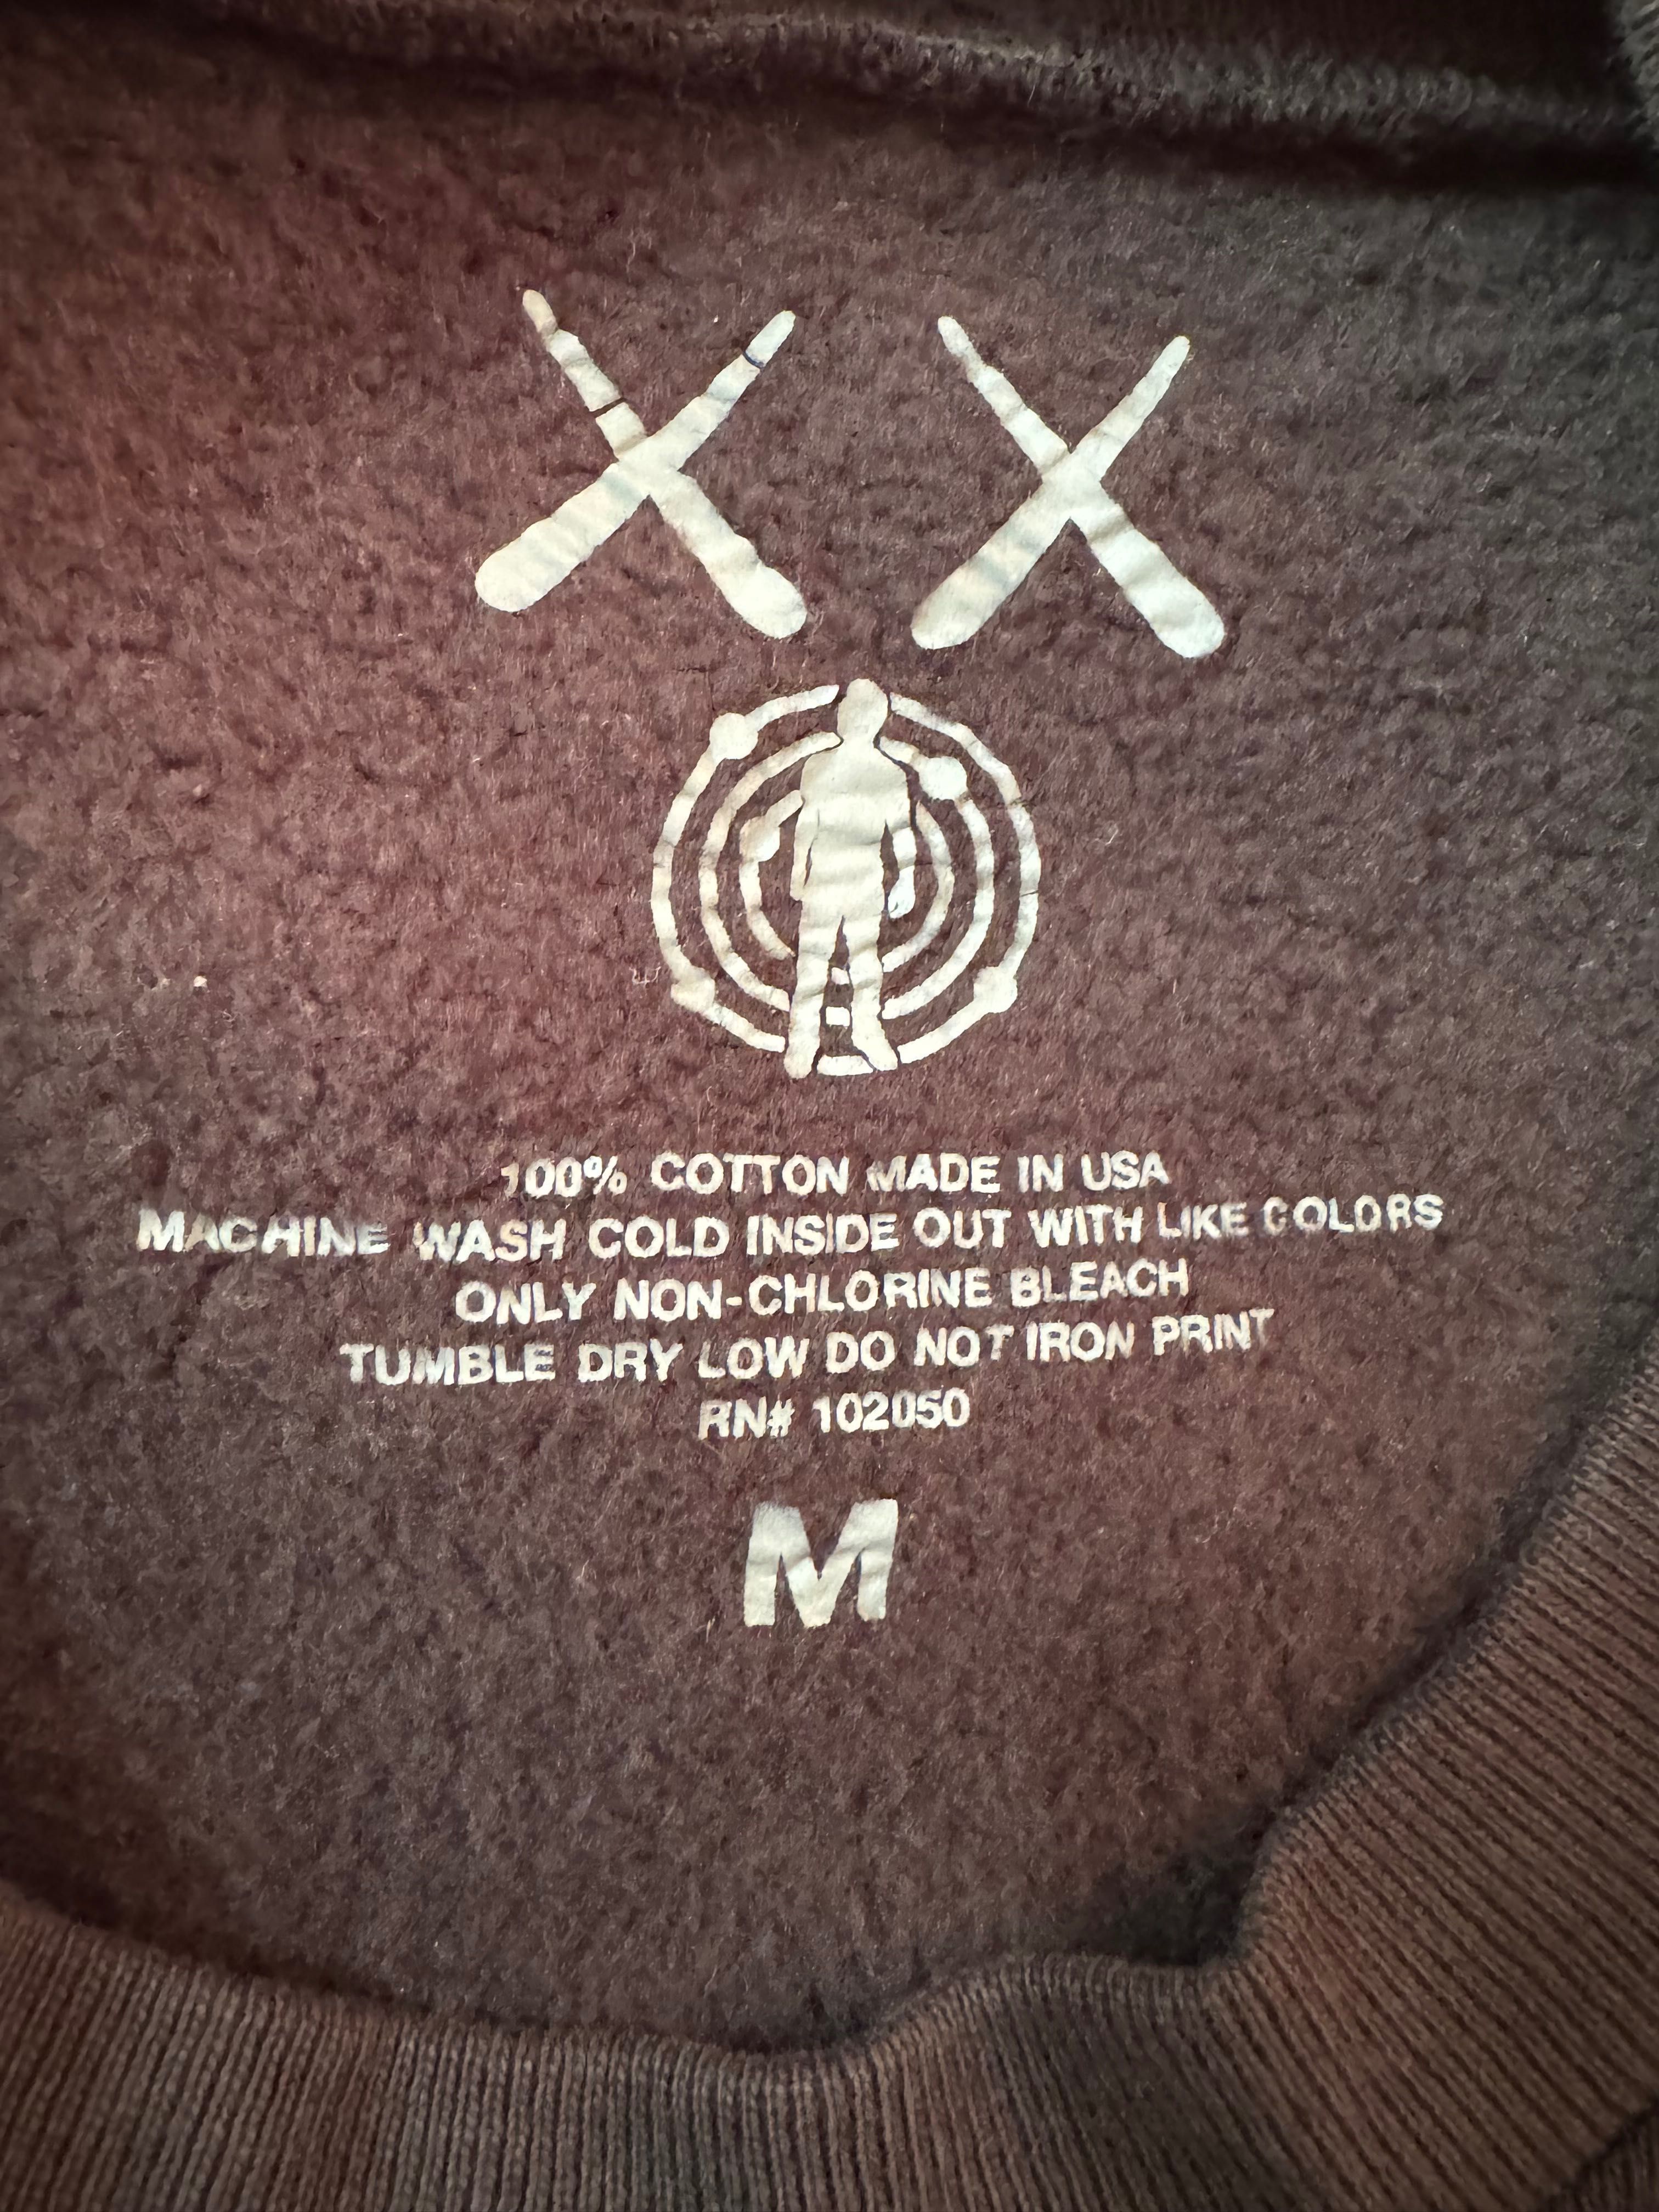 XX
100% COTTON MADE IN USA
MACHINE WASH COLD INSIDE OUT WITH LIKE COLORS
ONLY NON-CHLORINE BLEACH
TUMBLE DRY LOW DO NOT IRON PRINT
RN# 102050
M